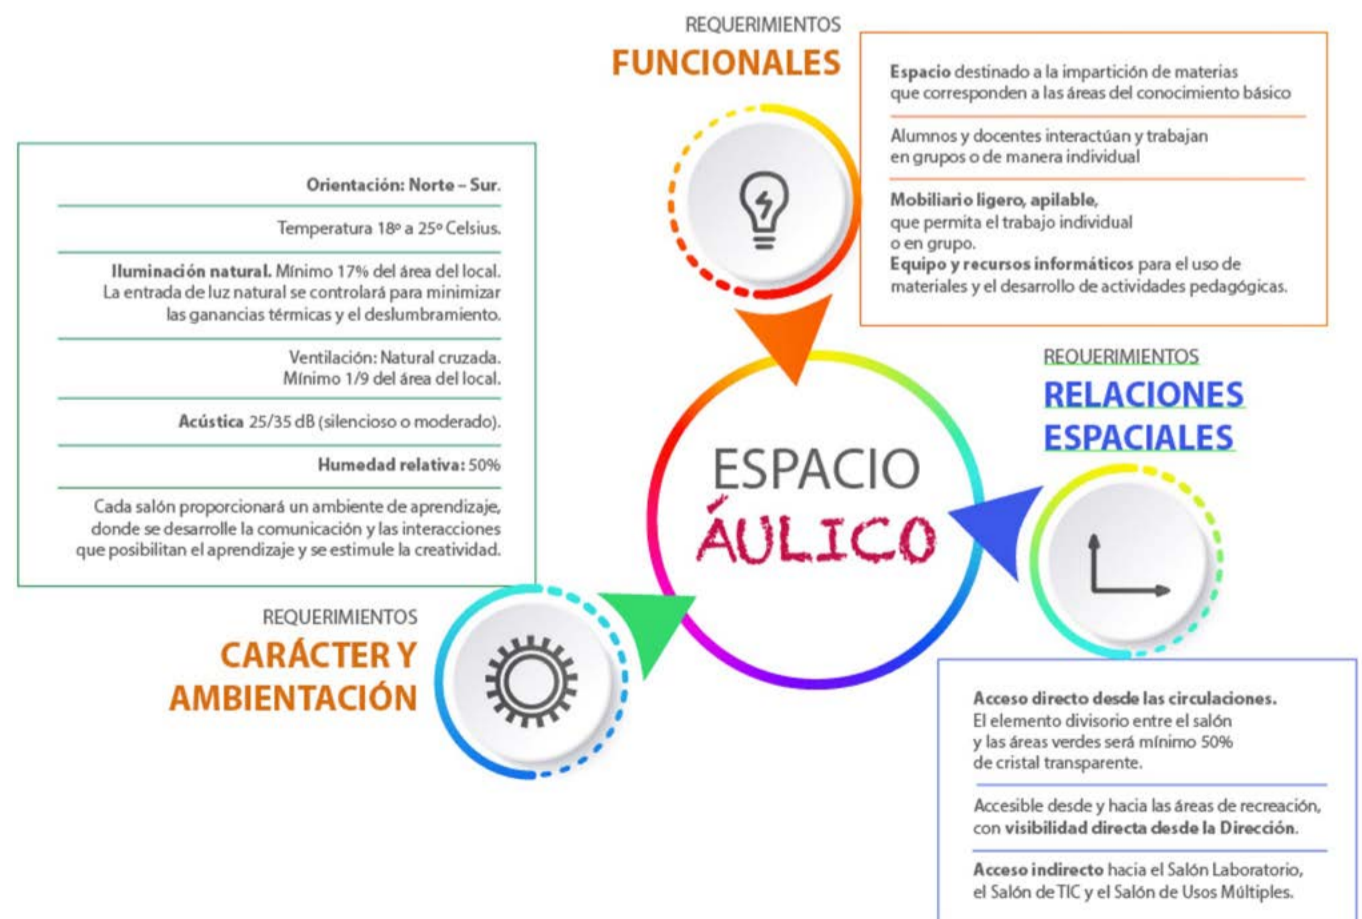 REQUERIMIENTOS
FUNCIONALES
Espacio destinado a la impartición de materias
que corresponden a las áreas del conocimiento básico
Alumnos y docentes interactúan y trabajan
en grupos o de manera individual
Mobiliario ligero, apilable,
que permita el trabajo individual
o en grupo.
Equipo y recursos informáticos para el uso de
materiales y el desarrollo de actividades pedagógicas.
Orientación: Norte – Sur.
Temperatura 18º a 25º Celsius.
Iluminación natural. Mínimo 17% del área del local.
La entrada de luz natural se controlará para minimizar
las ganancias térmicas y el deslumbramiento.
Ventilación: Natural cruzada.
Mínimo 1/9 del área del local.
Acústica 25/35 dB (silencioso o moderado).
Humedad relativa: 50%
Cada salón proporcionará un ambiente de aprendizaje,
donde se desarrolle la comunicación y las interacciones
que posibilitan el aprendizaje y se estimule la creatividad.
REQUERIMIENTOS
CARÁCTER Y
AMBIENTACIÓN
ESPACIO
ÁULICO
REQUERIMIENTOS
RELACIONES
ESPACIALES
Acceso directo desde las circulaciones.
El elemento divisorio entre el salón
y las áreas verdes será mínimo 50%
de cristal transparente.
Accesible desde y hacia las áreas de recreación,
con visibilidad directa desde la Dirección.
Acceso indirecto hacia el Salón Laboratorio,
el Salón de TIC y el Salón de Usos Múltiples.